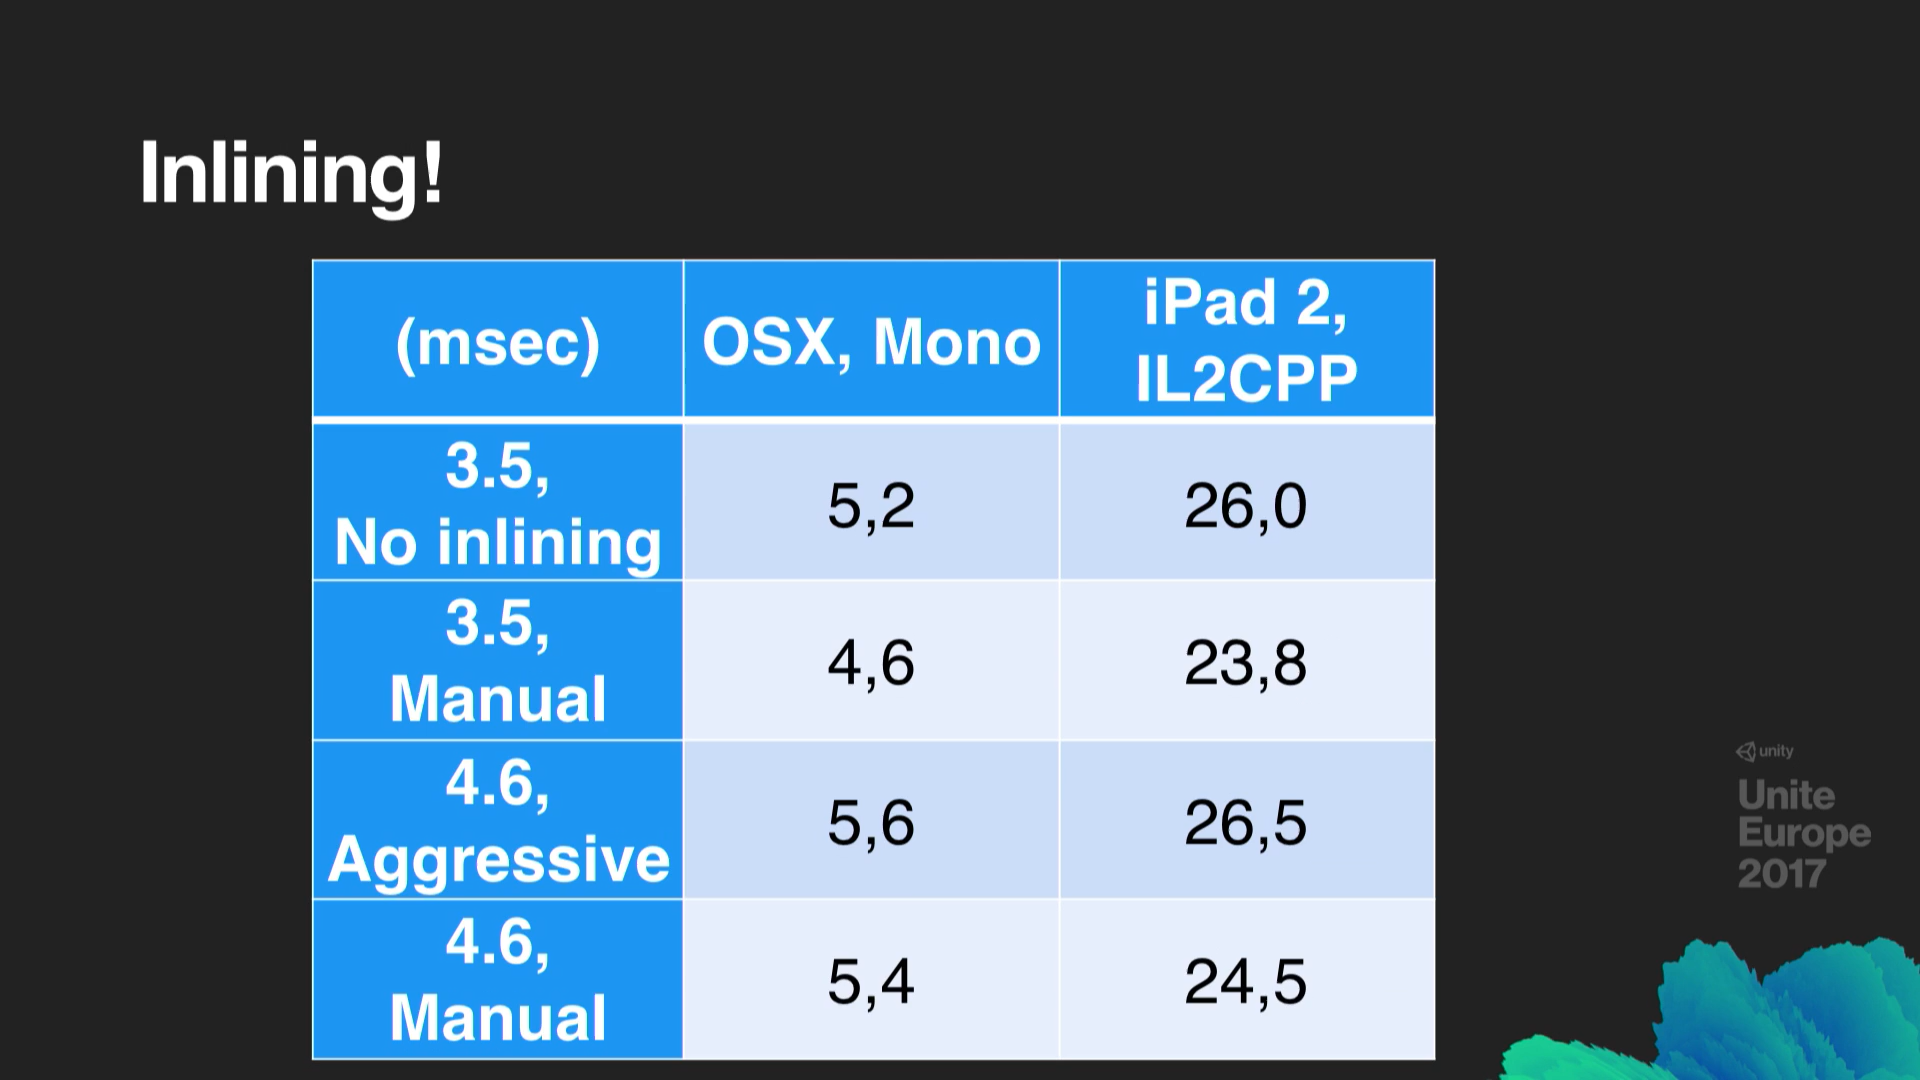 Inlining!
(msec)
OSX, Mono
iPad 2,
IL2CPP
3.5,
No inlining
5,2
26,0
3.5,
Manual
4,6
23,8
4.6,
Aggressive
5,6
26,5
4.6,
Manual
5,4
24,5
unity
Unite
Europe
2017